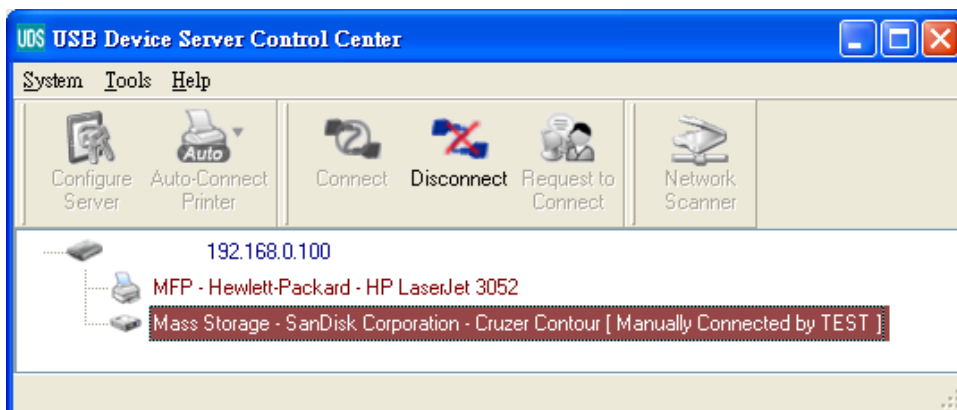 UDS USB Device Server Control Center
System Tools Help
Configure Server
Auto
Auto-Connect Printer
Connect
Disconnect
Request to Connect
Network Scanner
192.168.0.100
MFP - Hewlett-Packard - HP LaserJet 3052
Mass Storage - SanDisk Corporation - Cruzer Contour [ Manually Connected by TEST ]